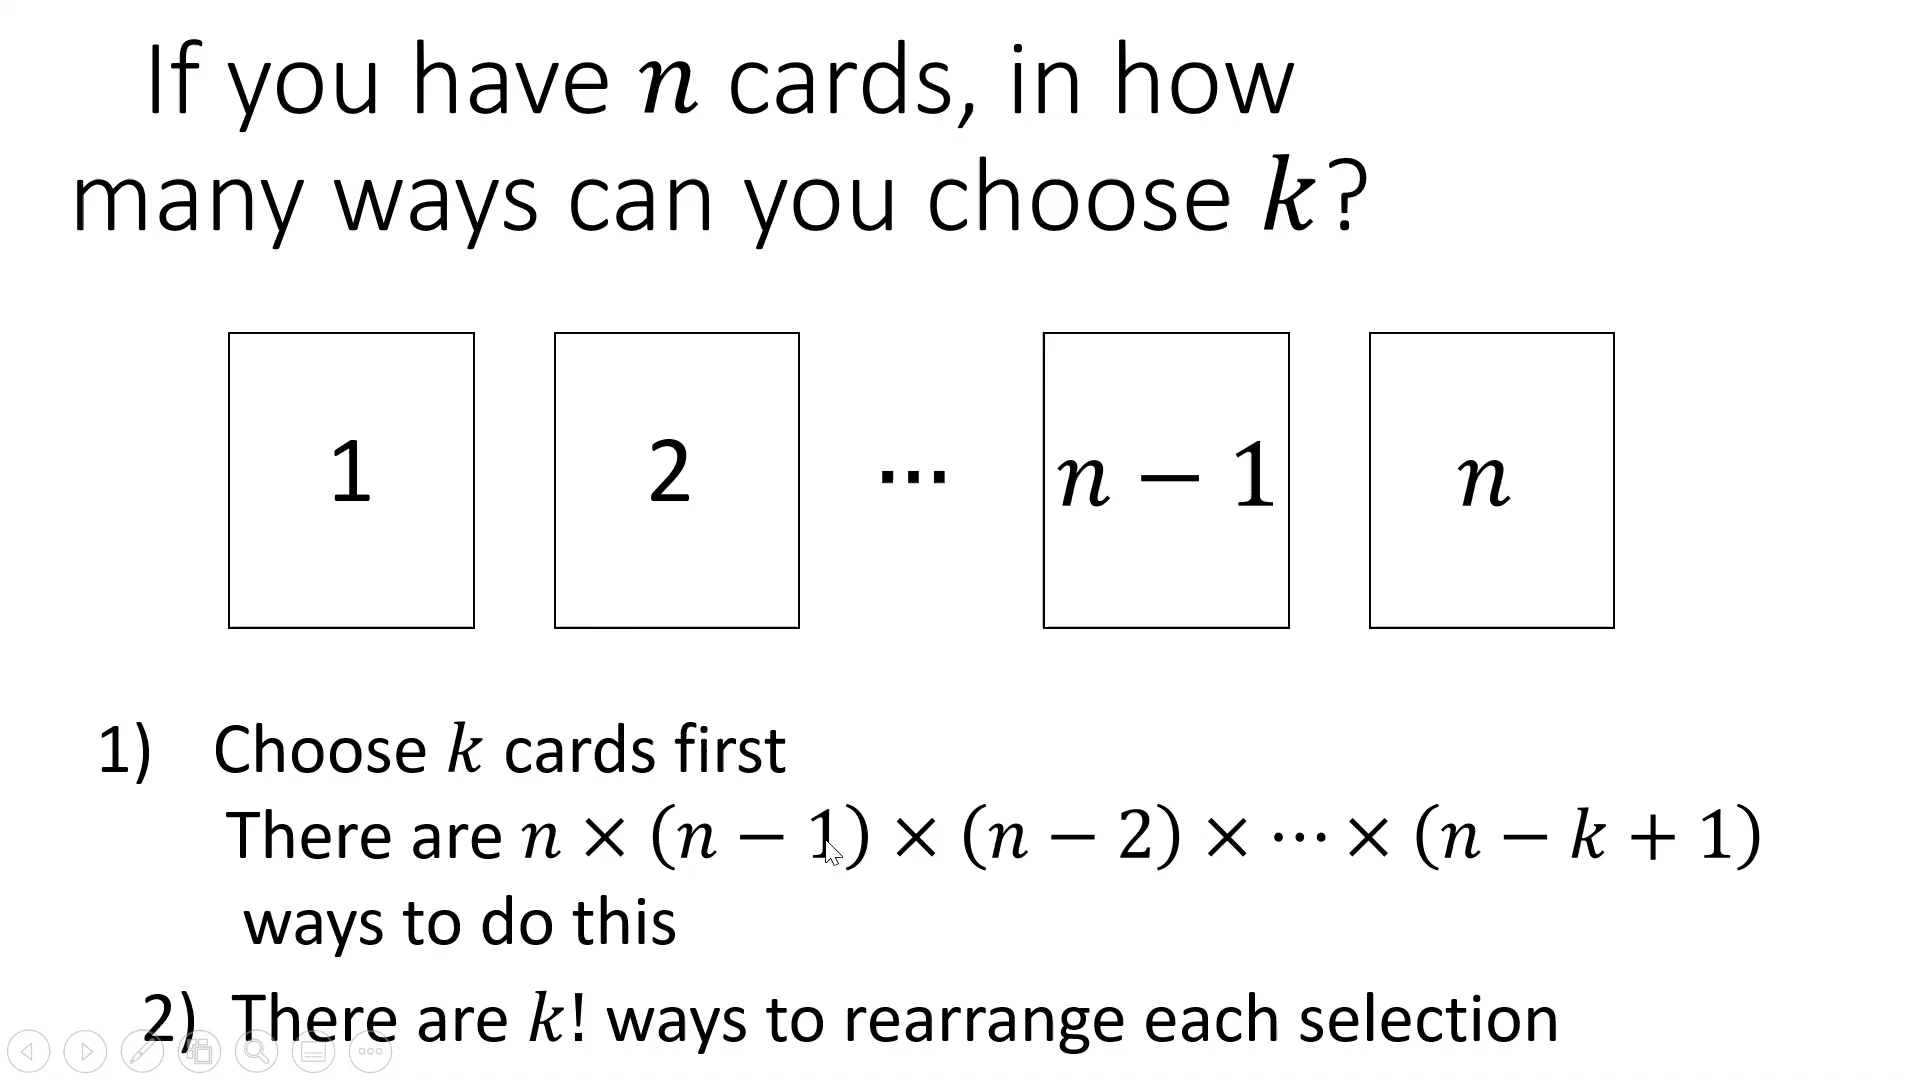 If you have 𝑛 cards, in how
many ways can you choose 𝑘?
1 2 ⋯ 𝑛 − 1 𝑛
1) Choose 𝑘 cards first
There are 𝑛 × (𝑛 − 1) × (𝑛 − 2) × ⋯ × (𝑛 − 𝑘 + 1)
ways to do this
2) There are 𝑘! ways to rearrange each selection